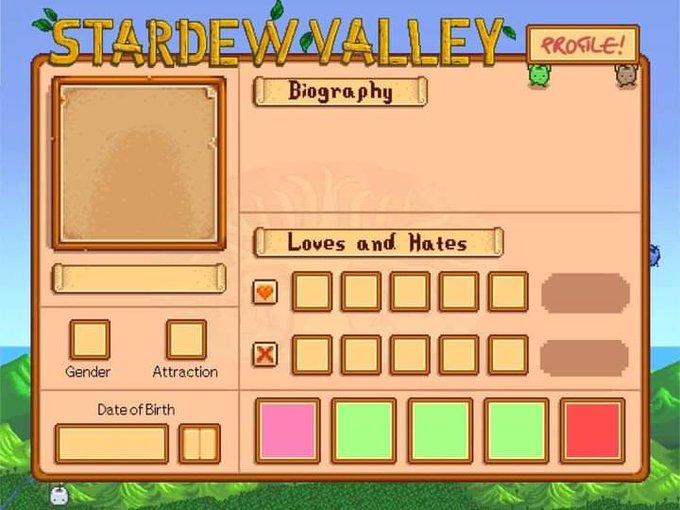 STARDEW VALLEY
PROFILE!
Biography
Loves and Hates
Gender
Attraction
Date of Birth